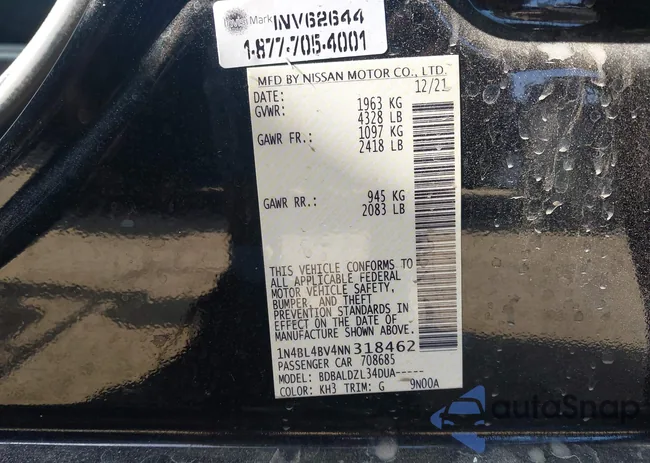 Mark INV62644
1-877-705-4001
MFD BY NISSAN MOTOR CO., LTD.
DATE: 12/21
GVWR: 1963 KG
4328 LB
GAWR FR.: 1097 KG
2418 LB
GAWR RR.: 945 KG
2083 LB
THIS VEHICLE CONFORMS TO
ALL APPLICABLE FEDERAL
MOTOR VEHICLE SAFETY,
BUMPER, AND THEFT
PREVENTION STANDARDS IN
EFFECT ON THE DATE OF
MANUFACTURE SHOWN ABOVE.
1N4BL4BV4NN318462
PASSENGER CAR 708685
MODEL: BDBALDZL34DUA-----
COLOR: KH3 TRIM: G 9N00A
autoSnap